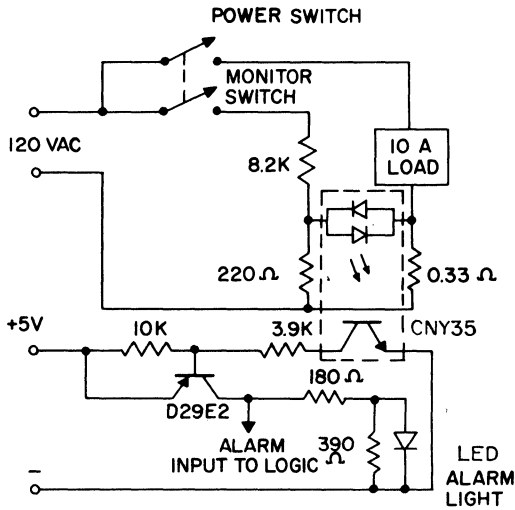 POWER SWITCH
MONITOR
SWITCH
120 VAC
8.2K
10 A
LOAD
220 Ω
0.33 Ω
+5V
10K
3.9K
CNY35
D29E2
180 Ω
ALARM
INPUT TO LOGIC
390
Ω
LED
ALARM
LIGHT
−